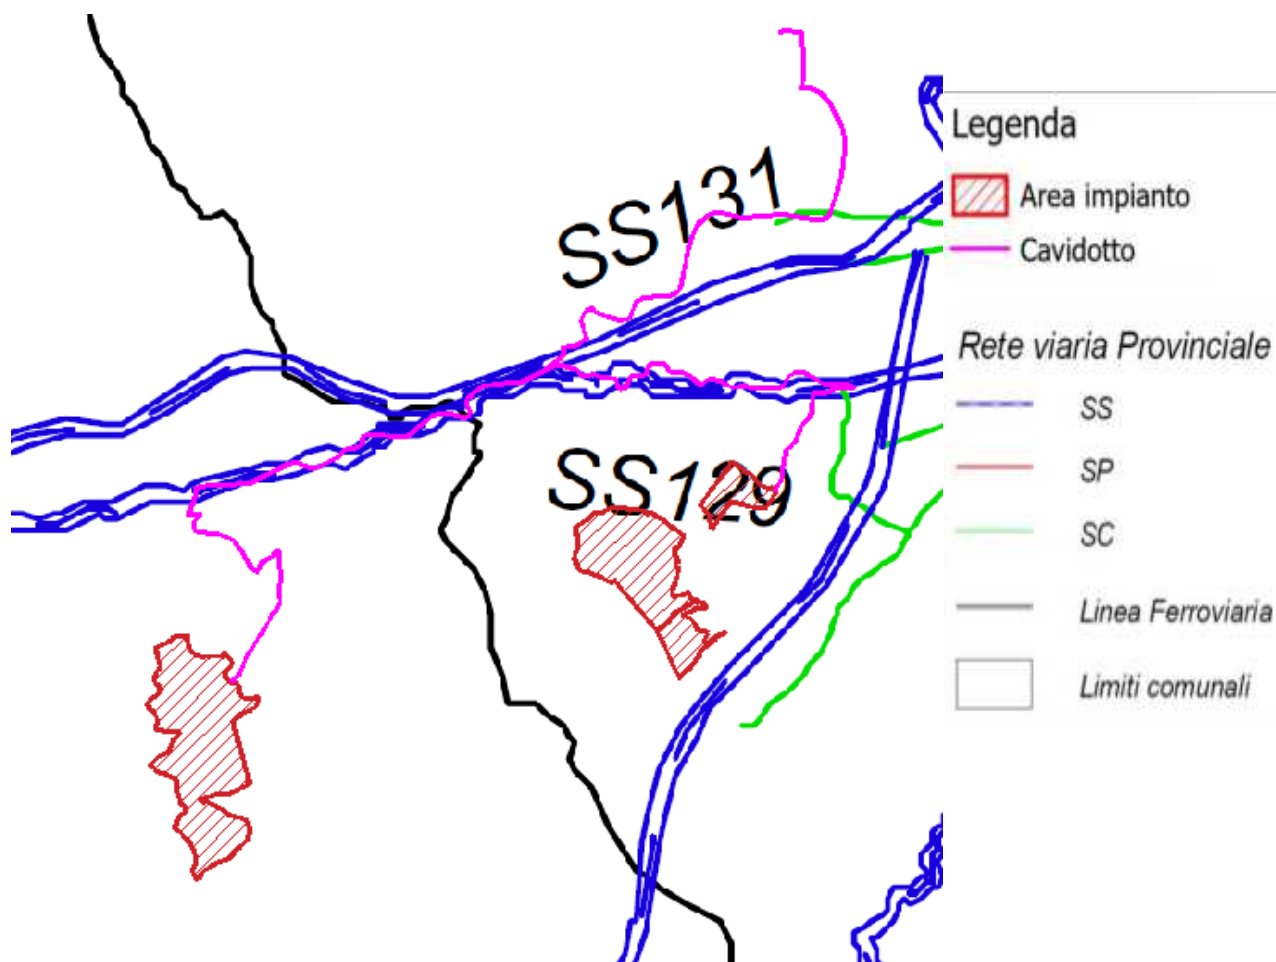 SS131
SS129
Legenda
Area impianto
Cavidotto
Rete viaria Provinciale
SS
SP
SC
Linea Ferroviaria
Limiti comunali